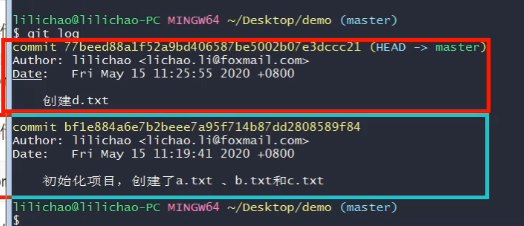 lilichao@lilichao-PC MINGW64 ~/Desktop/demo (master)
$ git log
commit 77beed88a1f52a9bd406587be5002b07e3dccc21 (HEAD -> master)
Author: lilichao <lichao.li@foxmail.com>
Date:   Fri May 15 11:25:55 2020 +0800
创建d.txt
commit bf1e884a6e7b2beee7a95f714b87dd2808589f84
Author: lilichao <lichao.li@foxmail.com>
Date:   Fri May 15 11:19:41 2020 +0800
初始化项目，创建了a.txt 、b.txt和c.txt
lilichao@lilichao-PC MINGW64 ~/Desktop/demo (master)
$